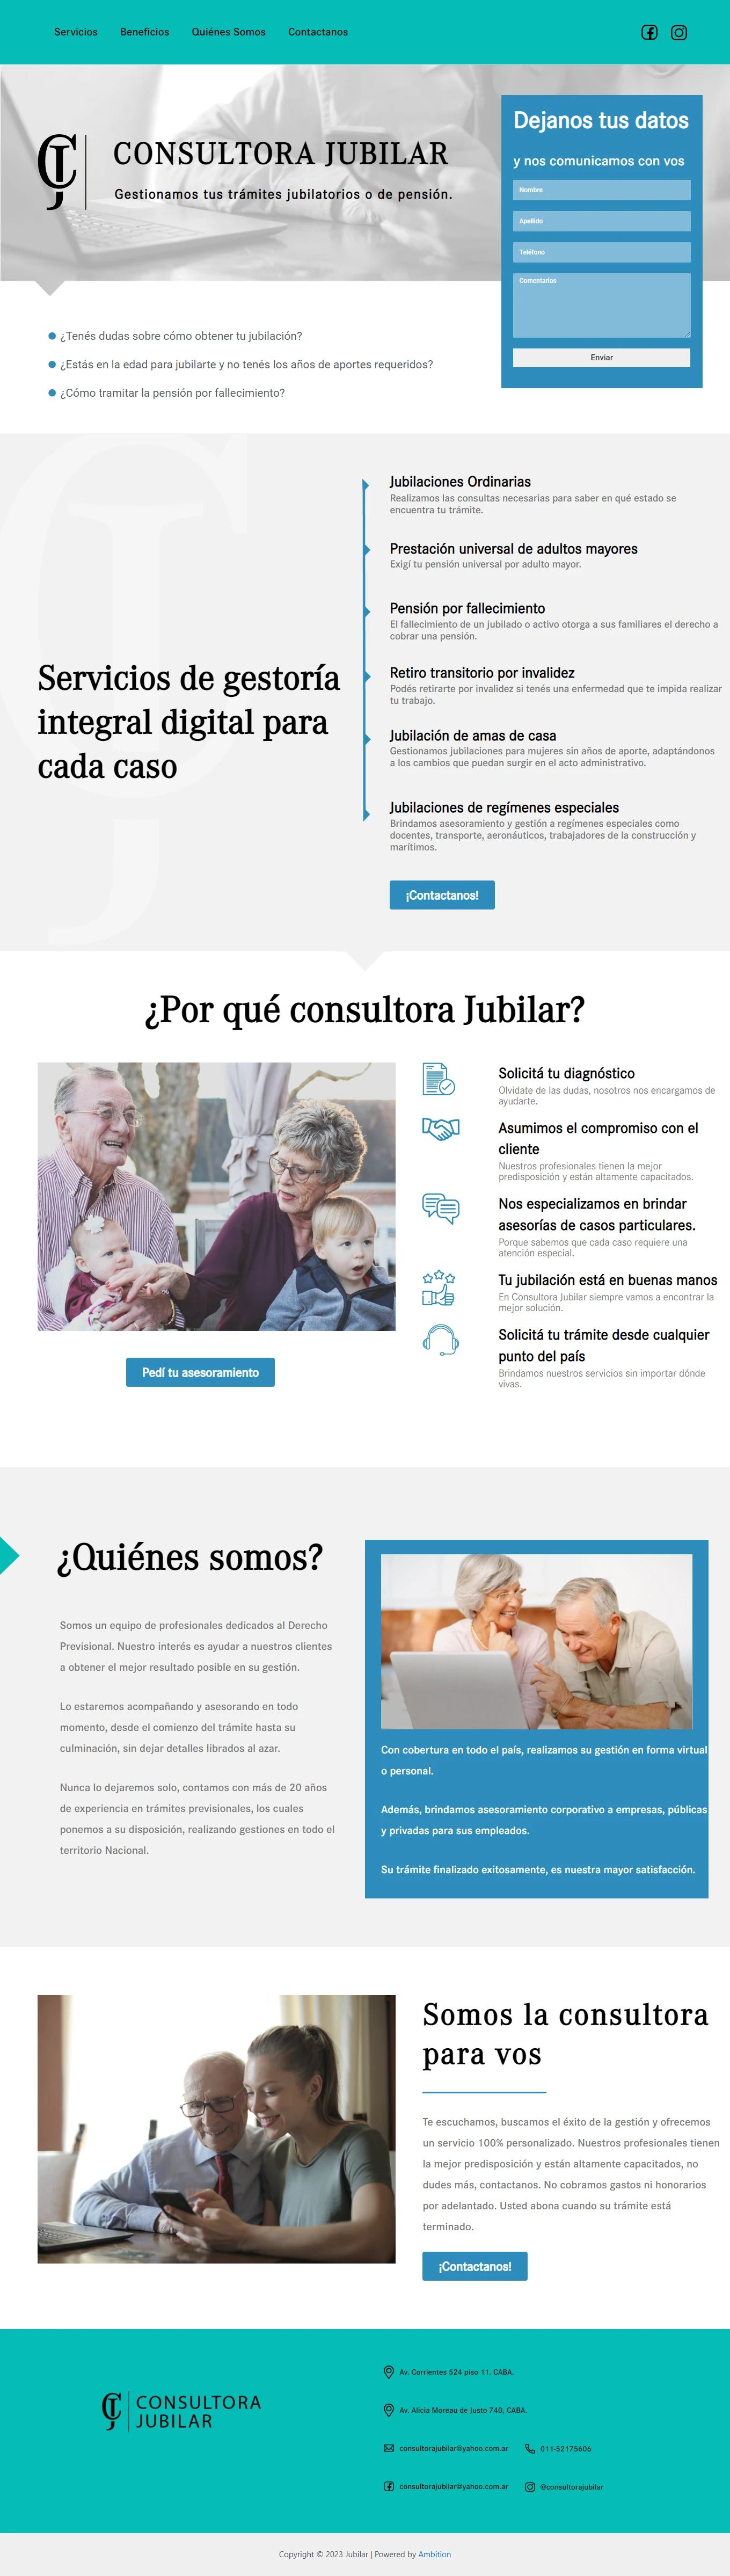 Servicios Beneficios Quiénes Somos Contactanos
CONSULTORA JUBILAR
Gestionamos tus trámites jubilatorios o de pensión.
Dejanos tus datos
y nos comunicamos con vos
Nombre
Apellido
Teléfono
Comentarios
Enviar
¿Tenés dudas sobre cómo obtener tu jubilación?
¿Estás en la edad para jubilarte y no tenés los años de aportes requeridos?
¿Cómo tramitar la pensión por fallecimiento?
Servicios de gestoría
integral digital para
cada caso
Jubilaciones Ordinarias
Realizamos las consultas necesarias para saber en qué estado se
encuentra tu trámite.
Prestación universal de adultos mayores
Exigí tu pensión universal por adulto mayor.
Pensión por fallecimiento
El fallecimiento de un jubilado o activo otorga a sus familiares el derecho a
cobrar una pensión.
Retiro transitorio por invalidez
Podés retirarte por invalidez si tenés una enfermedad que te impida realizar
tu trabajo.
Jubilación de amas de casa
Gestionamos jubilaciones para mujeres sin años de aporte, adaptándonos
a los cambios que puedan surgir en el acto administrativo.
Jubilaciones de regímenes especiales
Brindamos asesoramiento y gestión a regímenes especiales como
docentes, transporte, aeronáuticos, trabajadores de la construcción y
marítimos.
¡Contactanos!
¿Por qué consultora Jubilar?
Pedí tu asesoramiento
Solicitá tu diagnóstico
Olvidate de las dudas, nosotros nos encargamos de
ayudarte.
Asumimos el compromiso con el
cliente
Nuestros profesionales tienen la mejor
predisposición y están altamente capacitados.
Nos especializamos en brindar
asesorías de casos particulares.
Porque sabemos que cada caso requiere una
atención especial.
Tu jubilación está en buenas manos
En Consultora Jubilar siempre vamos a encontrar la
mejor solución.
Solicitá tu trámite desde cualquier
punto del país
Brindamos nuestros servicios sin importar dónde
vivas.
¿Quiénes somos?
Somos un equipo de profesionales dedicados al Derecho
Previsional. Nuestro interés es ayudar a nuestros clientes
a obtener el mejor resultado posible en su gestión.
Lo estaremos acompañando y asesorando en todo
momento, desde el comienzo del trámite hasta su
culminación, sin dejar detalles librados al azar.
Nunca lo dejaremos solo, contamos con más de 20 años
de experiencia en trámites previsionales, los cuales
ponemos a su disposición, realizando gestiones en todo el
territorio Nacional.
Con cobertura en todo el país, realizamos su gestión en forma virtual
o personal.
Además, brindamos asesoramiento corporativo a empresas, públicas
y privadas para sus empleados.
Su trámite finalizado exitosamente, es nuestra mayor satisfacción.
Somos la consultora
para vos
Te escuchamos, buscamos el éxito de la gestión y ofrecemos
un servicio 100% personalizado. Nuestros profesionales tienen
la mejor predisposición y están altamente capacitados, no
dudes más, contactanos. No cobramos gastos ni honorarios
por adelantado. Usted abona cuando su trámite está
terminado.
¡Contactanos!
CONSULTORA
JUBILAR
Av. Corrientes 524 piso 11. CABA.
Av. Alicia Moreau de Justo 740, CABA.
consultorajubilar@yahoo.com.ar 011-52175606
consultorajubilar@yahoo.com.ar @consultorajubilar
Copyright © 2023 Jubilar | Powered by Ambition